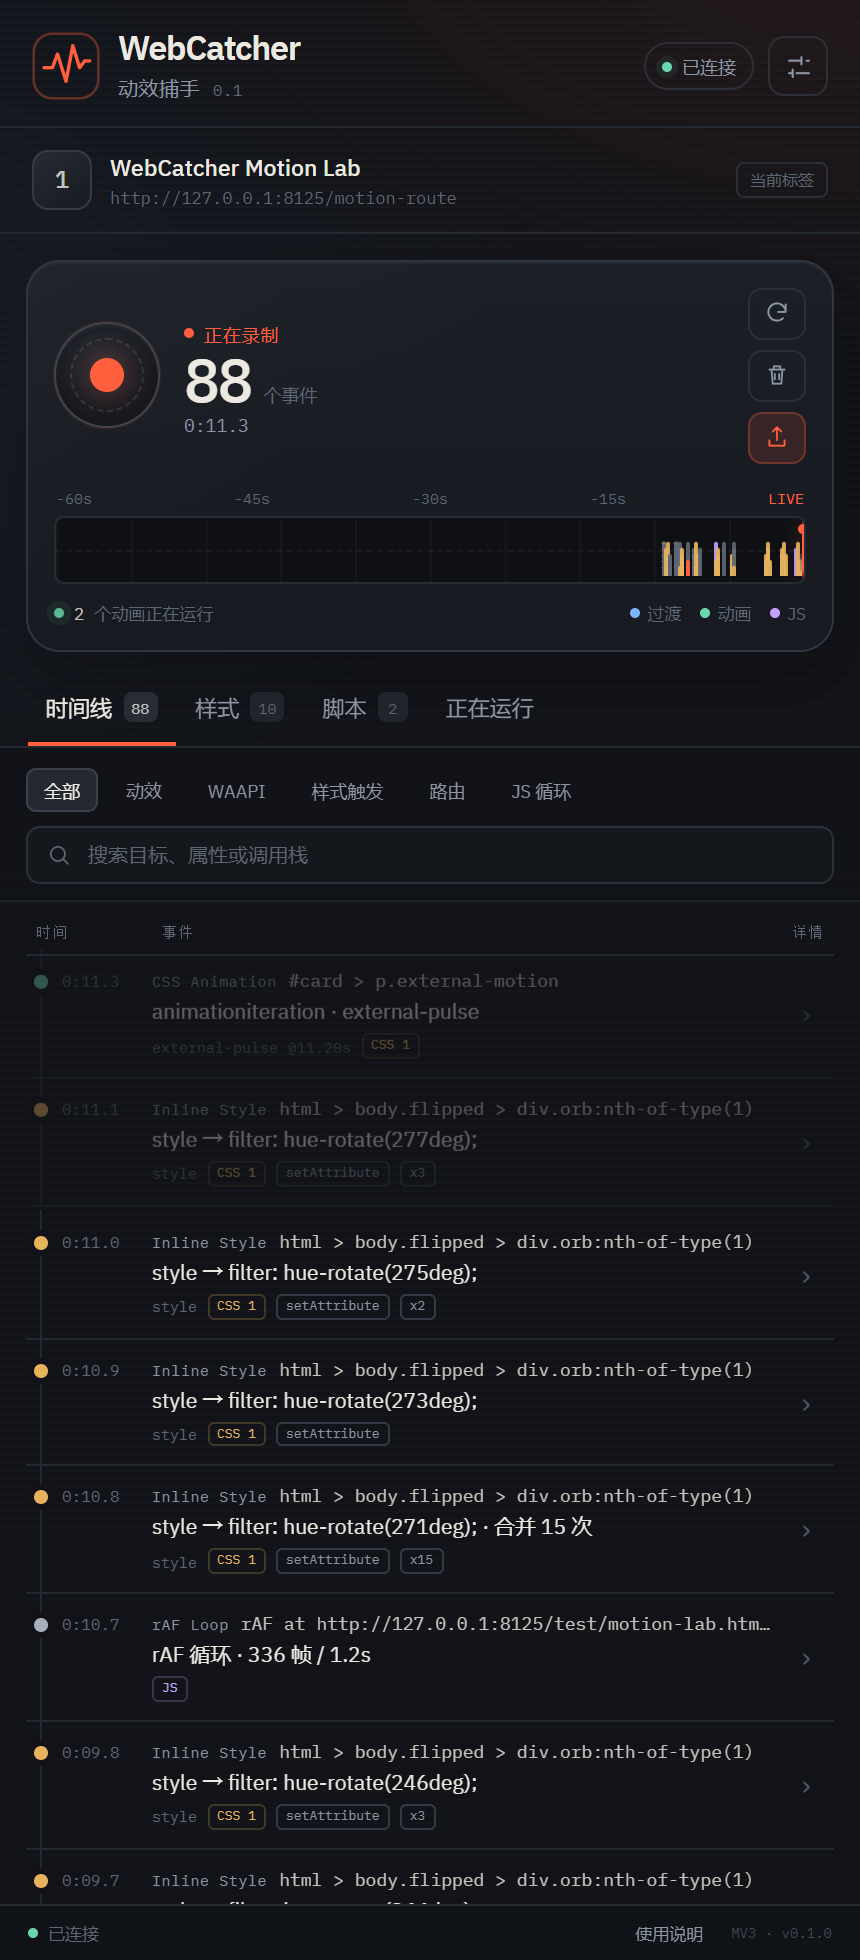 WebCatcher
动效捕手 0.1
已连接
1
WebCatcher Motion Lab
http://127.0.0.1:8125/motion-route
当前标签
正在录制
88 个事件
0:11.3
-60s -45s -30s -15s LIVE
2 个动画正在运行
过渡 动画 JS
时间线 88 样式 10 脚本 2 正在运行
全部 动效 WAAPI 样式触发 路由 JS 循环
搜索目标、属性或调用栈
时间 事件 详情
0:11.3 CSS Animation #card > p.external-motion
animationiteration · external-pulse
external-pulse @11.20s CSS 1
0:11.1 Inline Style html > body.flipped > div.orb:nth-of-type(1)
style → filter: hue-rotate(277deg);
style CSS 1 setAttribute x3
0:11.0 Inline Style html > body.flipped > div.orb:nth-of-type(1)
style → filter: hue-rotate(275deg);
style CSS 1 setAttribute x2
0:10.9 Inline Style html > body.flipped > div.orb:nth-of-type(1)
style → filter: hue-rotate(273deg);
style CSS 1 setAttribute
0:10.8 Inline Style html > body.flipped > div.orb:nth-of-type(1)
style → filter: hue-rotate(271deg); · 合并 15 次
style CSS 1 setAttribute x15
0:10.7 rAF Loop rAF at http://127.0.0.1:8125/test/motion-lab.htm…
rAF 循环 · 336 帧 / 1.2s
JS
0:09.8 Inline Style html > body.flipped > div.orb:nth-of-type(1)
style → filter: hue-rotate(246deg);
style CSS 1 setAttribute x3
0:09.7 Inline Style html > body.flipped > div.orb:nth-of-type(1)
已连接
使用说明 MV3 · v0.1.0